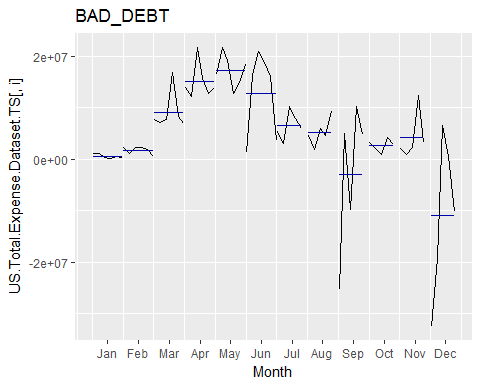 BAD_DEBT
US.Total.Expense.Dataset.TS[, i]
2e+07
0e+00
-2e+07
Jan Feb Mar Apr May Jun Jul Aug Sep Oct Nov Dec
Month